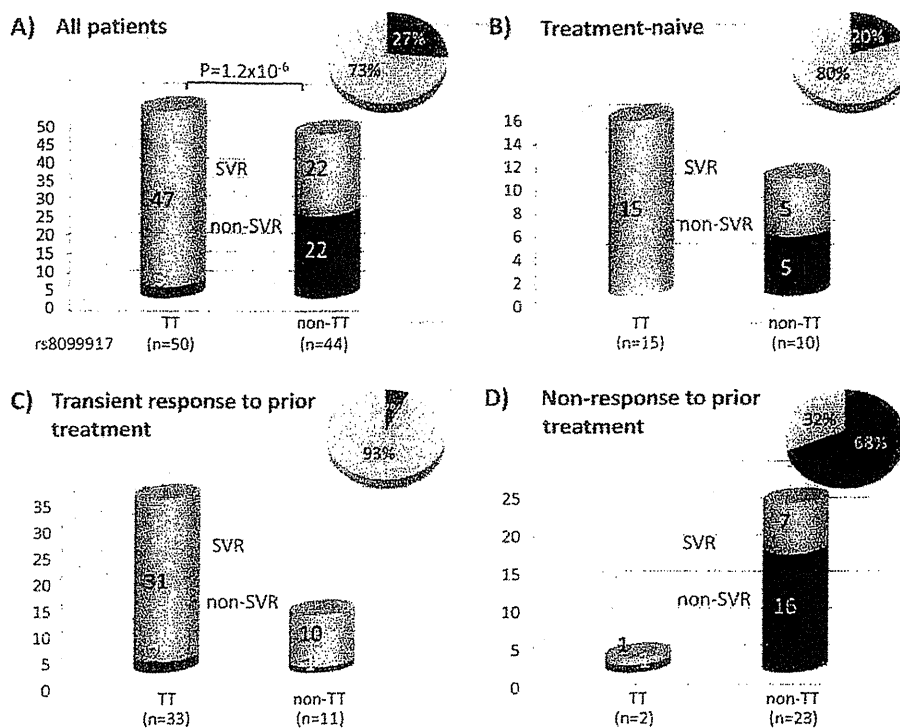 A) All patients
27%
73%
P=1.2x10-6
50
45
40
35
30
25
20
15
10
5
0
SVR
non-SVR
47
22
22
TT
(n=50)
non-TT
(n=44)
rs8099917
B) Treatment-naive
20%
80%
16
14
12
10
8
6
4
2
0
SVR
non-SVR
15
5
5
TT
(n=15)
non-TT
(n=10)
C) Transient response to prior
treatment
93%
35
30
25
20
15
10
5
0
SVR
non-SVR
31
10
TT
(n=33)
non-TT
(n=11)
D) Non-response to prior
treatment
32%
68%
25
20
15
10
5
0
SVR
non-SVR
1
7
16
TT
(n=2)
non-TT
(n=23)